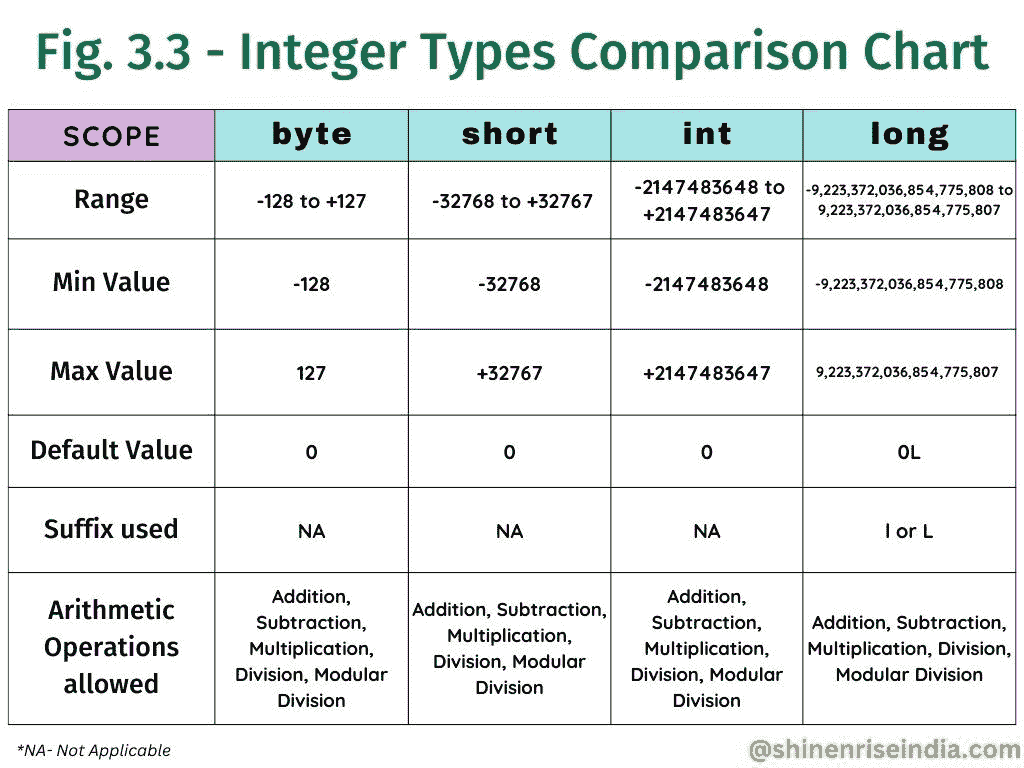 Fig. 3.3 - Integer Types Comparison Chart
SCOPE byte short int long
Range -128 to +127 -32768 to +32767 -2147483648 to +2147483647 -9,223,372,036,854,775,808 to 9,223,372,036,854,775,807
Min Value -128 -32768 -2147483648 -9,223,372,036,854,775,808
Max Value 127 +32767 +2147483647 9,223,372,036,854,775,807
Default Value 0 0 0 0L
Suffix used NA NA NA l or L
Arithmetic
Operations
allowed
Addition,
Subtraction,
Multiplication,
Division, Modular
Division
Addition, Subtraction,
Multiplication,
Division, Modular
Division
Addition,
Subtraction,
Multiplication,
Division, Modular
Division
Addition, Subtraction,
Multiplication, Division,
Modular Division
*NA- Not Applicable
@shinenriseindia.com